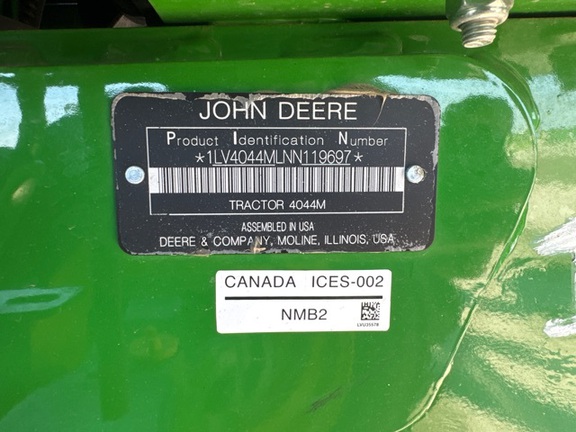 JOHN DEERE
Product Identification Number
*1LV4044MLNN119697*
TRACTOR 4044M
ASSEMBLED IN USA
DEERE & COMPANY, MOLINE, ILLINOIS, USA
CANADA ICES-002
NMB2